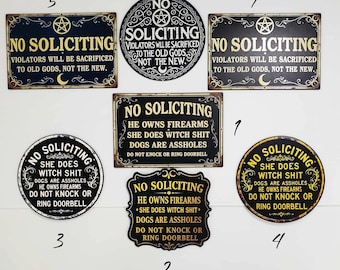 NO SOLICITING
VIOLATORS WILL BE SACRIFICED
TO OLD GODS, NOT THE NEW.
NO
SOLICITING
VIOLATORS WILL BE SACRIFICED
TO THE OLD GODS,
NOT THE NEW.
NO SOLICITING
VIOLATORS WILL BE SACRIFICED
TO THE OLD GODS, NOT THE NEW.
NO SOLICITING
HE OWNS FIREARMS
SHE DOES WITCH SHIT
DOGS ARE ASSHOLES
DO NOT KNOCK OR RING DOORBELL
1
NO SOLICITING
SHE DOES
WITCH SHIT
DOGS ARE ASSHOLES
HE OWNS FIREARMS
DO NOT KNOCK OR
RING DOORBELL
3
NO SOLICITING
HE OWNS FIREARMS
SHE DOES WITCH SHIT
DOGS ARE ASSHOLES
DO NOT KNOCK OR
RING DOORBELL
2
NO SOLICITING
SHE DOES
WITCH SHIT
DOGS ARE ASSHOLES
HE OWNS FIREARMS
DO NOT KNOCK OR
RING DOORBELL
4